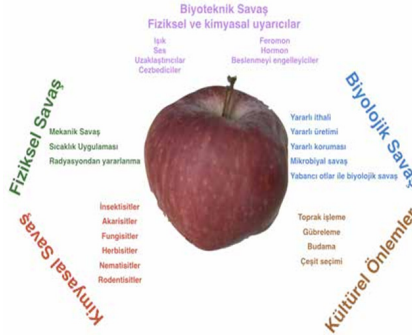 Biyoteknik Savaş
Fiziksel ve kimyasal uyarıcılar
Işık
Ses
Uzaklaştırıcılar
Cezbediciler
Feromon
Hormon
Beslenmeyi engelleyiciler
Fiziksel Savaş
Mekanik Savaş
Sıcaklık Uygulaması
Radyasyondan yararlanma
Biyolojik Savaş
Yararlı ithali
Yararlı üretimi
Yararlı koruması
Mikrobiyal savaş
Yabancı otlar ile biyolojik savaş
Kimyasal Savaş
İnsektisitler
Akarisitler
Fungisitler
Herbisitler
Nematisitler
Rodentisitler
Kültürel Önlemler
Toprak işleme
Gübreleme
Budama
Çeşit seçimi